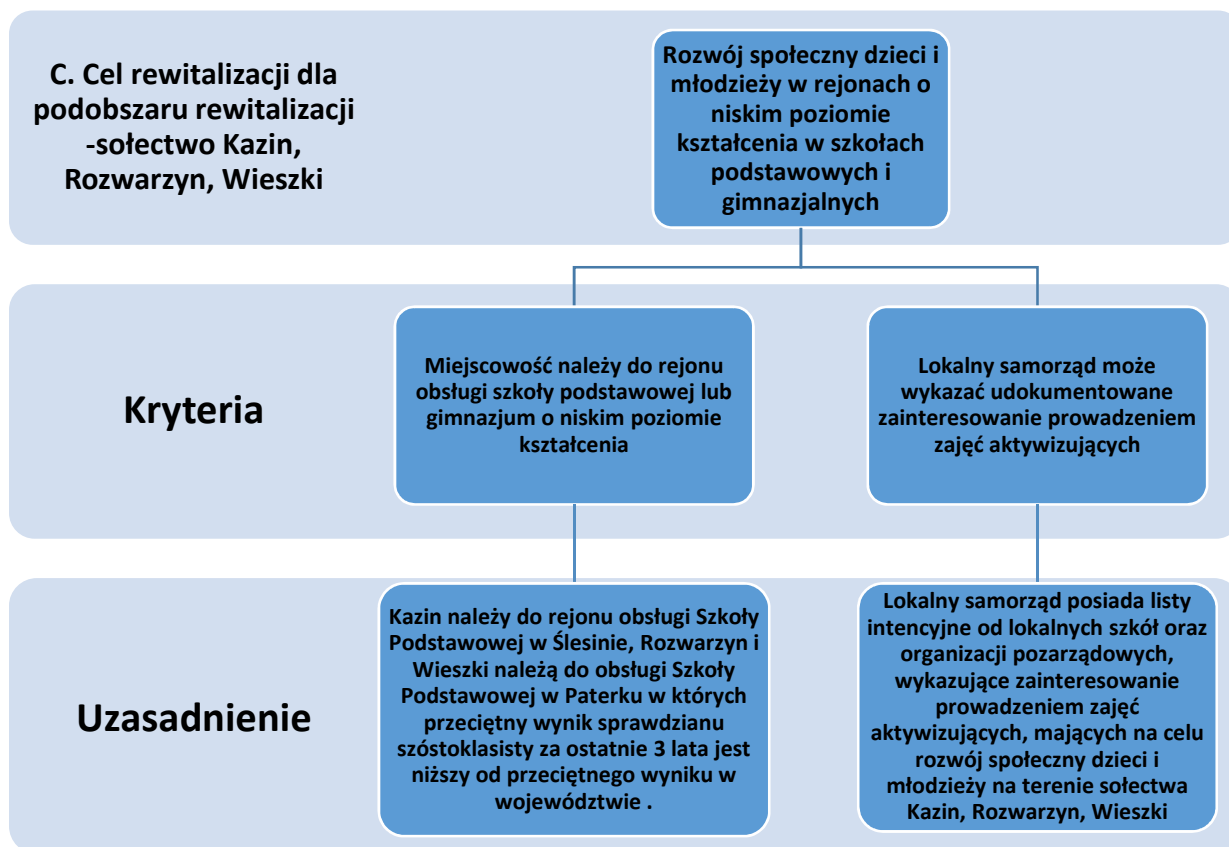 C. Cel rewitalizacji dla
podobszaru rewitalizacji
-sołectwo Kazin,
Rozwarzyn, Wieszki
Rozwój społeczny dzieci i
młodzieży w rejonach o
niskim poziomie
kształcenia w szkołach
podstawowych i
gimnazjalnych
Kryteria
Miejscowość należy do rejonu
obsługi szkoły podstawowej lub
gimnazjum o niskim poziomie
kształcenia
Lokalny samorząd może
wykazać udokumentowane
zainteresowanie prowadzeniem
zajęć aktywizujących
Uzasadnienie
Kazin należy do rejonu obsługi Szkoły
Podstawowej w Ślesinie, Rozwarzyn i
Wieszki należą do obsługi Szkoły
Podstawowej w Paterku w których
przeciętny wynik sprawdzianu
szóstoklasisty za ostatnie 3 lata jest
niższy od przeciętnego wyniku w
województwie .
Lokalny samorząd posiada listy
intencyjne od lokalnych szkół oraz
organizacji pozarządowych,
wykazujące zainteresowanie
prowadzeniem zajęć
aktywizujących, mających na celu
rozwój społeczny dzieci i
młodzieży na terenie sołectwa
Kazin, Rozwarzyn, Wieszki